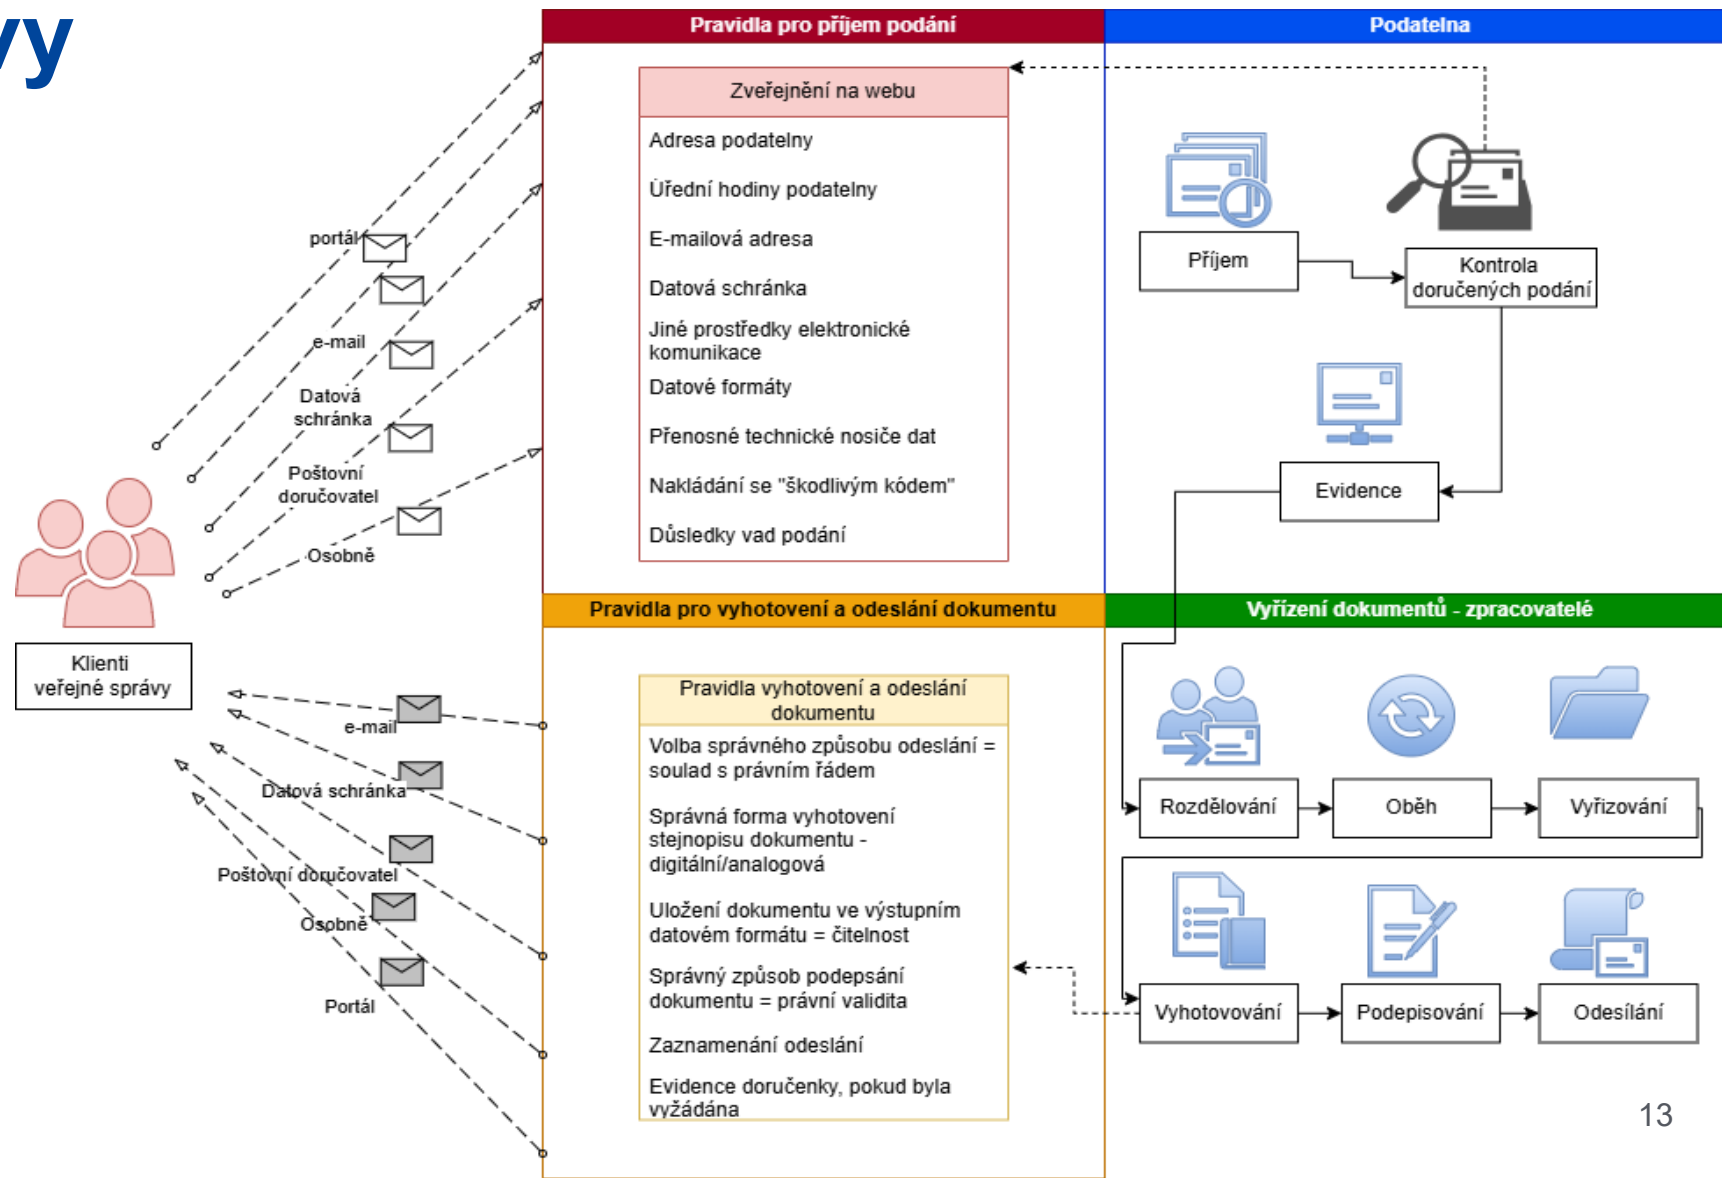 vy
Pravidla pro příjem podání
Podatelna
Zveřejnění na webu
Adresa podatelny
Úřední hodiny podatelny
E-mailová adresa
Datová schránka
Jiné prostředky elektronické
komunikace
Datové formáty
Přenosné technické nosiče dat
Nakládání se "škodlivým kódem"
Důsledky vad podání
portál
e-mail
Datová
schránka
Poštovní
doručovatel
Osobně
Klienti
veřejné správy
Příjem
Kontrola
doručených podání
Evidence
Pravidla pro vyhotovení a odeslání dokumentu
Vyřízení dokumentů - zpracovatelé
Pravidla vyhotovení a odeslání
dokumentu
Volba správného způsobu odeslání =
soulad s právním řádem
Správná forma vyhotovení
stejnopisu dokumentu -
digitální/analogová
Uložení dokumentu ve výstupním
datovém formátu = čitelnost
Správný způsob podepsání
dokumentu = právní validita
Zaznamenání odeslání
Evidence doručenky, pokud byla
vyžádána
e-mail
Datová schránka
Poštovní doručovatel
Osobně
Portál
Rozdělování
Oběh
Vyřizování
Vyhotovování
Podepisování
Odesílání
13